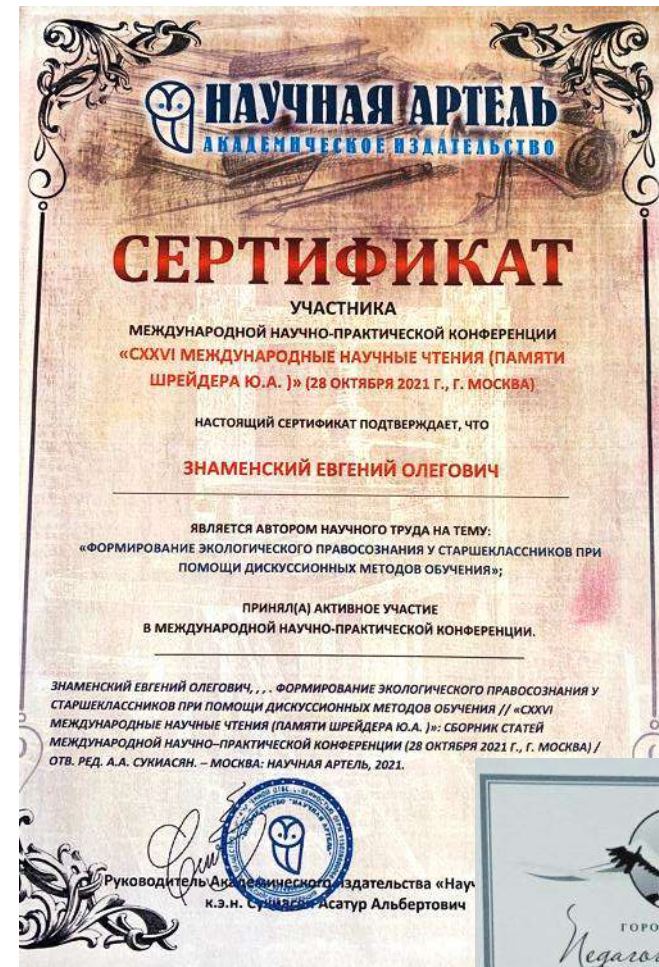 НАУЧНАЯ АРТЕЛЬ
АКАДЕМИЧЕСКОЕ ИЗДАТЕЛЬСТВО
СЕРТИФИКАТ
УЧАСТНИКА
МЕЖДУНАРОДНОЙ НАУЧНО-ПРАКТИЧЕСКОЙ КОНФЕРЕНЦИИ
«CXXVI МЕЖДУНАРОДНЫЕ НАУЧНЫЕ ЧТЕНИЯ (ПАМЯТИ
ШРЕЙДЕРА Ю.А. )» (28 ОКТЯБРЯ 2021 Г., Г. МОСКВА)
НАСТОЯЩИЙ СЕРТИФИКАТ ПОДТВЕРЖДАЕТ, ЧТО
ЗНАМЕНСКИЙ ЕВГЕНИЙ ОЛЕГОВИЧ
ЯВЛЯЕТСЯ АВТОРОМ НАУЧНОГО ТРУДА НА ТЕМУ:
«ФОРМИРОВАНИЕ ЭКОЛОГИЧЕСКОГО ПРАВОСОЗНАНИЯ У СТАРШЕКЛАССНИКОВ ПРИ
ПОМОЩИ ДИСКУССИОННЫХ МЕТОДОВ ОБУЧЕНИЯ»;
ПРИНЯЛ(А) АКТИВНОЕ УЧАСТИЕ
В МЕЖДУНАРОДНОЙ НАУЧНО-ПРАКТИЧЕСКОЙ КОНФЕРЕНЦИИ.
ЗНАМЕНСКИЙ ЕВГЕНИЙ ОЛЕГОВИЧ, , , . ФОРМИРОВАНИЕ ЭКОЛОГИЧЕСКОГО ПРАВОСОЗНАНИЯ У
СТАРШЕКЛАССНИКОВ ПРИ ПОМОЩИ ДИСКУССИОННЫХ МЕТОДОВ ОБУЧЕНИЯ // «CXXVI
МЕЖДУНАРОДНЫЕ НАУЧНЫЕ ЧТЕНИЯ (ПАМЯТИ ШРЕЙДЕРА Ю.А. )»: СБОРНИК СТАТЕЙ
МЕЖДУНАРОДНОЙ НАУЧНО–ПРАКТИЧЕСКОЙ КОНФЕРЕНЦИИ (28 ОКТЯБРЯ 2021 Г., Г. МОСКВА) /
ОТВ. РЕД. А.А. СУКИАСЯН. – МОСКВА: НАУЧНАЯ АРТЕЛЬ, 2021.
Руководитель Академического издательства «Нау
к.э.н. Сукиасян Асатур Альбертович
ГОРО
Педагог